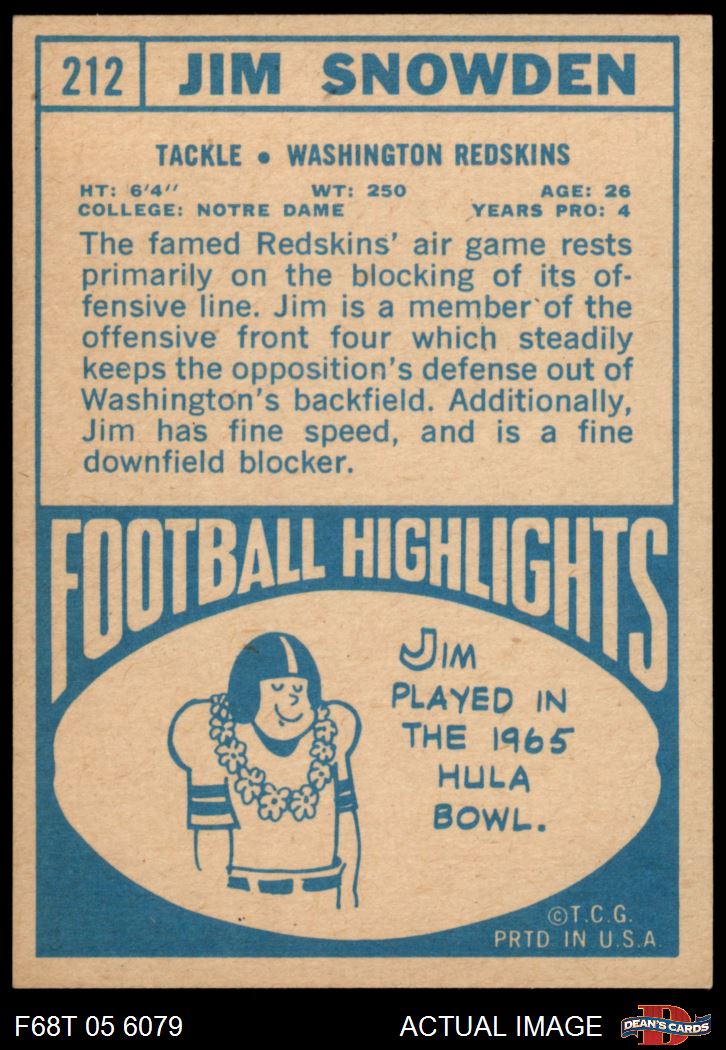 212 JIM SNOWDEN
TACKLE • WASHINGTON REDSKINS
HT: 6'4" WT: 250 AGE: 26
COLLEGE: NOTRE DAME YEARS PRO: 4
The famed Redskins' air game rests
primarily on the blocking of its of-
fensive line. Jim is a member of the
offensive front four which steadily
keeps the opposition's defense out of
Washington's backfield. Additionally,
Jim has fine speed, and is a fine
downfield blocker.
FOOTBALL HIGHLIGHTS
JIM
PLAYED IN
THE 1965
HULA
BOWL.
©T.C.G.
PRTD IN U.S.A.
F68T 05 6079 ACTUAL IMAGE DEAN'S CARDS